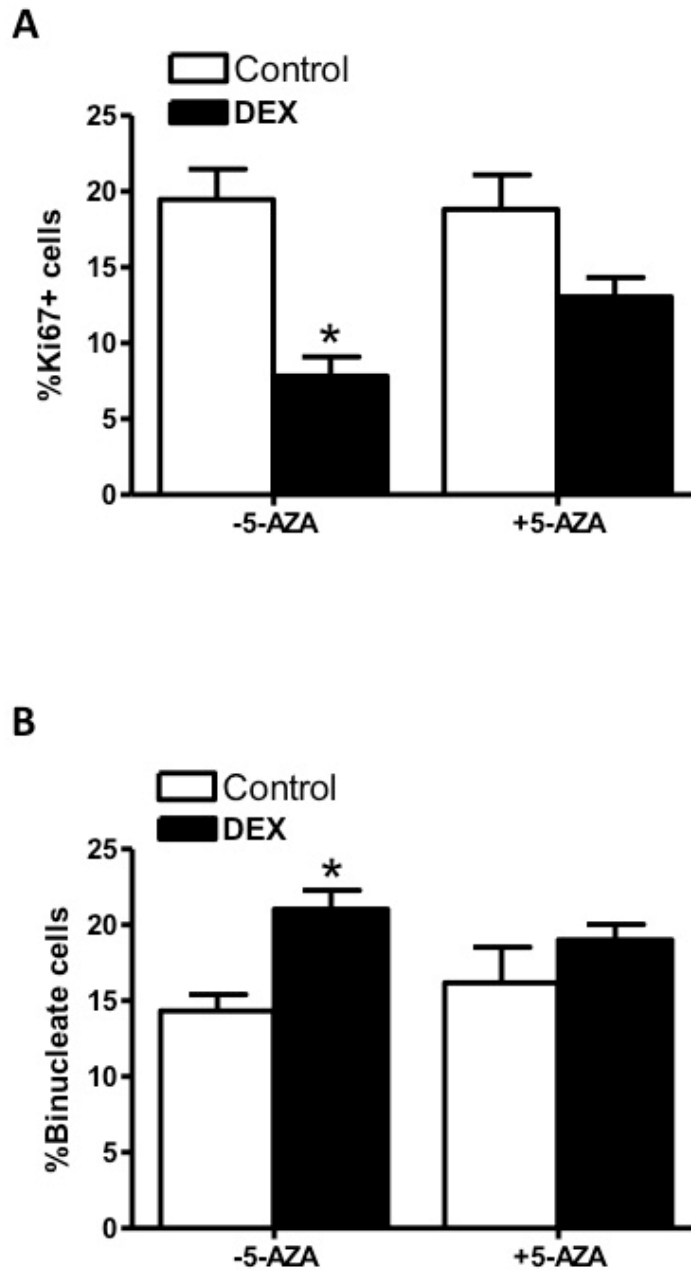 A
Control
DEX
25
20
15
10
5
0
%Ki67+ cells
*
-5-AZA
+5-AZA
B
Control
DEX
25
20
15
10
5
0
%Binucleate cells
*
-5-AZA
+5-AZA